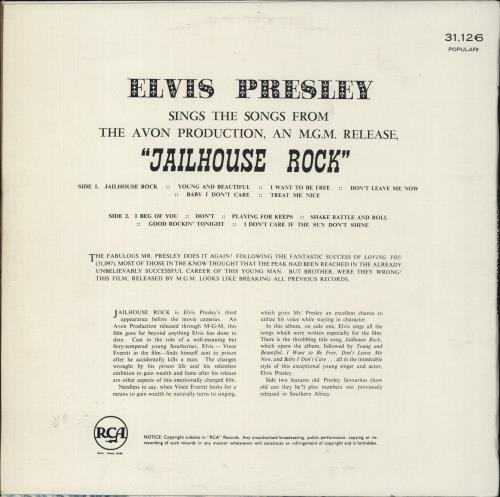 31,126
POPULAR
ELVIS PRESLEY
SINGS THE SONGS FROM
THE AVON PRODUCTION, AN M.G.M. RELEASE,
"JAILHOUSE ROCK"
SIDE 1. JAILHOUSE ROCK :: YOUNG AND BEAUTIFUL :: I WANT TO BE FREE :: DON'T LEAVE ME NOW
:: BABY I DON'T CARE :: TREAT ME NICE
SIDE 2. I BEG OF YOU :: DON'T :: PLAYING FOR KEEPS :: SHAKE RATTLE AND ROLL
:: GOOD ROCKIN' TONIGHT :: I DON'T CARE IF THE SUN DON'T SHINE
THE FABULOUS MR. PRESLEY DOES IT AGAIN! FOLLOWING THE FANTASTIC SUCCESS OF LOVING YOU
(31,097), MOST OF THOSE IN THE KNOW THOUGHT THAT THE PEAK HAD BEEN REACHED IN THE ALREADY
UNBELIEVABLY SUCCESSFUL CAREER OF THIS YOUNG MAN. BUT BROTHER, WERE THEY WRONG!
THIS FILM, RELEASED BY M.G.M. LOOKS LIKE BREAKING ALL PREVIOUS RECORDS.
JAILHOUSE ROCK is Elvis Presley's third
appearance before the movie cameras. An
Avon Production released through M-G-M, this
film goes far beyond anything Elvis has done to
date. Cast in the role of a well-meaning but
fiery-tempered young Southerner, Elvis—Vince
Everett in the film—finds himself sent to prison
after he accidentally kills a man. The changes
wrought by his prison life and his relentless
ambition to gain wealth and fame after his release
are other aspects of this emotionally charged film.
Needless to say, when Vince Everett looks for a
means to gain wealth he naturally turns to singing,
which gives Mr. Presley an excellent chance to
utilize his voice while staying in character.
In this album, on side one, Elvis sings all the
songs which were written especially for the film.
There is the throbbing title song, Jailhouse Rock,
which opens the album, followed by Young and
Beautiful, I Want to Be Free, Don't Leave Me
Now, and Baby I Don't Care . . . all in the inimitable
style of this exceptional young singer and actor,
Elvis Presley.
Side two features old Presley favourites (how
old can they be?) plus numbers not previously
released in Southern Africa.
RCA
NOTICE: Copyright subsists in "RCA" Records. Any unauthorised broadcasting, public performance, copying or re-
recording of such records in any manner whatsoever will constitute an infringement of copyright and is forbidden.